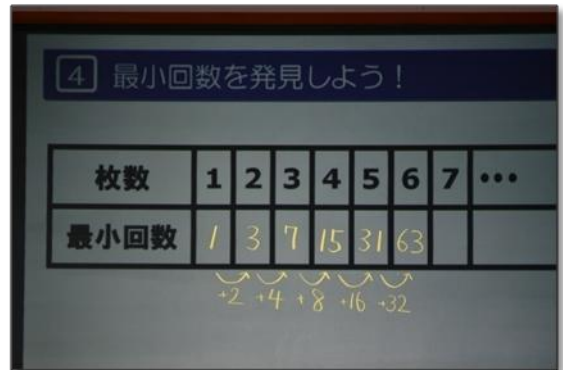 4 最小回数を発見しよう！
枚数 1 2 3 4 5 6 7 •••
最小回数 1 3 7 15 31 63
+2 +4 +8 +16 +32